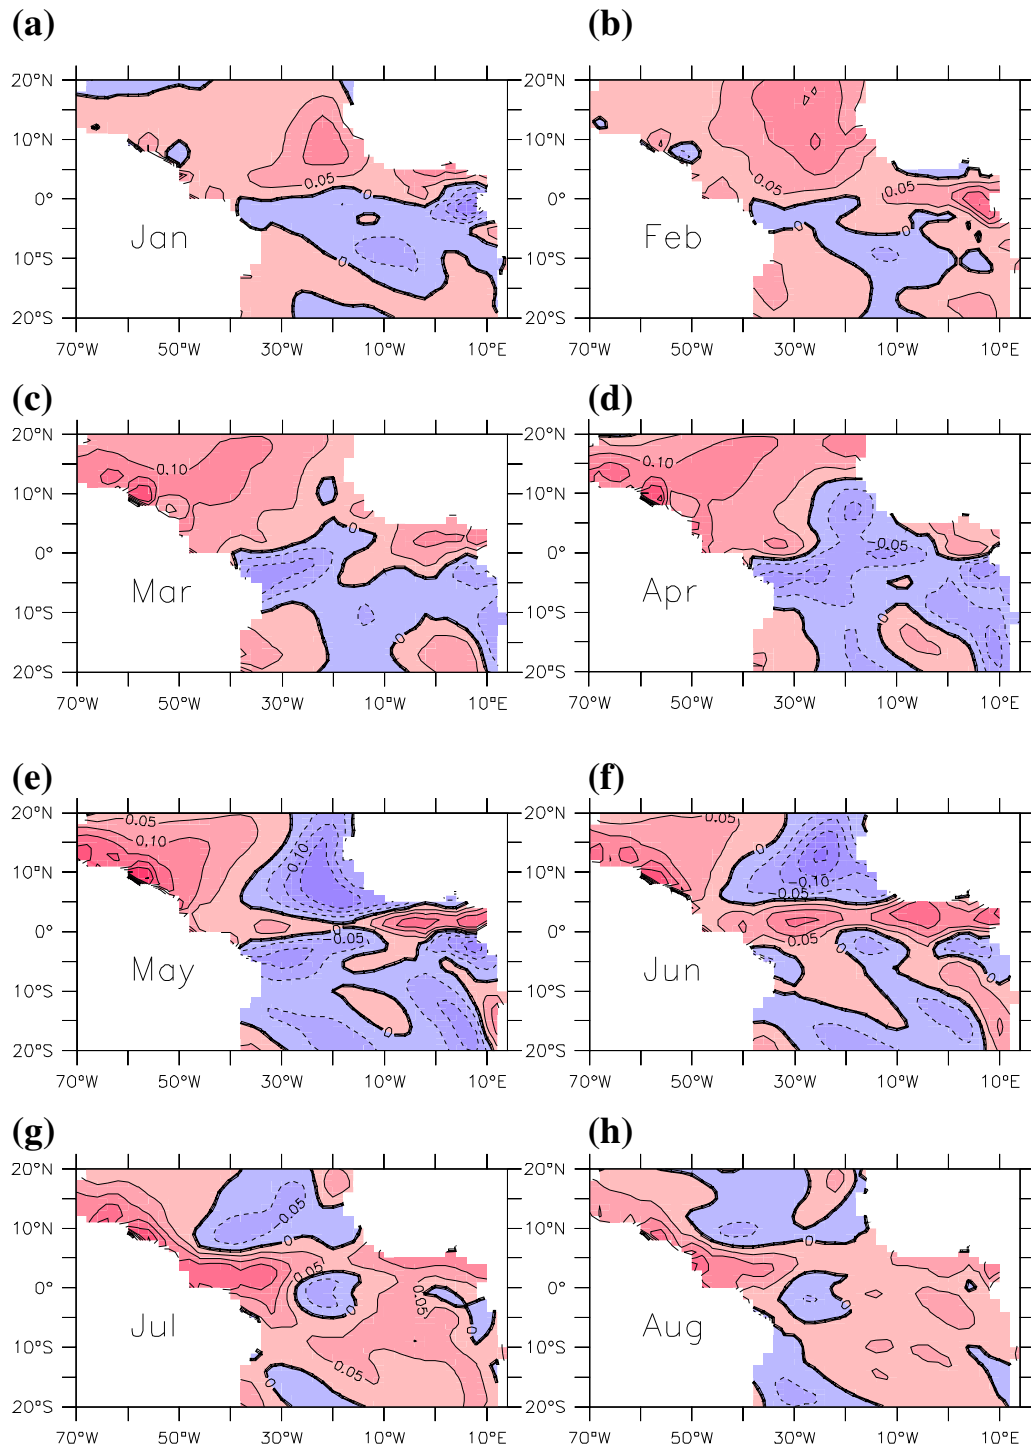 (a) (b)
20°N 20°N
10°N 10°N
0.05 0 0.05 0.05
0° 0°
Jan Feb 0 0
10°S 0 10°S
20°S 20°S
70°W 50°W 30°W 10°W 10°E 70°W 50°W 30°W 10°W 10°E
(c) (d)
20°N 20°N
0.10 0.10
10°N 10°N
0 0.05
0° 0°
Mar Apr
10°S 10°S
0 0
20°S 20°S
70°W 50°W 30°W 10°W 10°E 70°W 50°W 30°W 10°W 10°E
(e) (f)
20°N 0.05 20°N 0.05
0.10 0.10 0
10°N 10°N 0.10
0.05
0° 0 0°
0.05 0 0.05 0 0
May Jun
10°S 10°S
0 0
20°S 20°S
70°W 50°W 30°W 10°W 10°E 70°W 50°W 30°W 10°W 10°E
(g) (h)
20°N 20°N
0.05
10°N 10°N
0 0
0.05
0° 0.05 0°
0 0
Jul 0 Aug
10°S 10°S
0 0.05 0
20°S 20°S
70°W 50°W 30°W 10°W 10°E 70°W 50°W 30°W 10°W 10°E